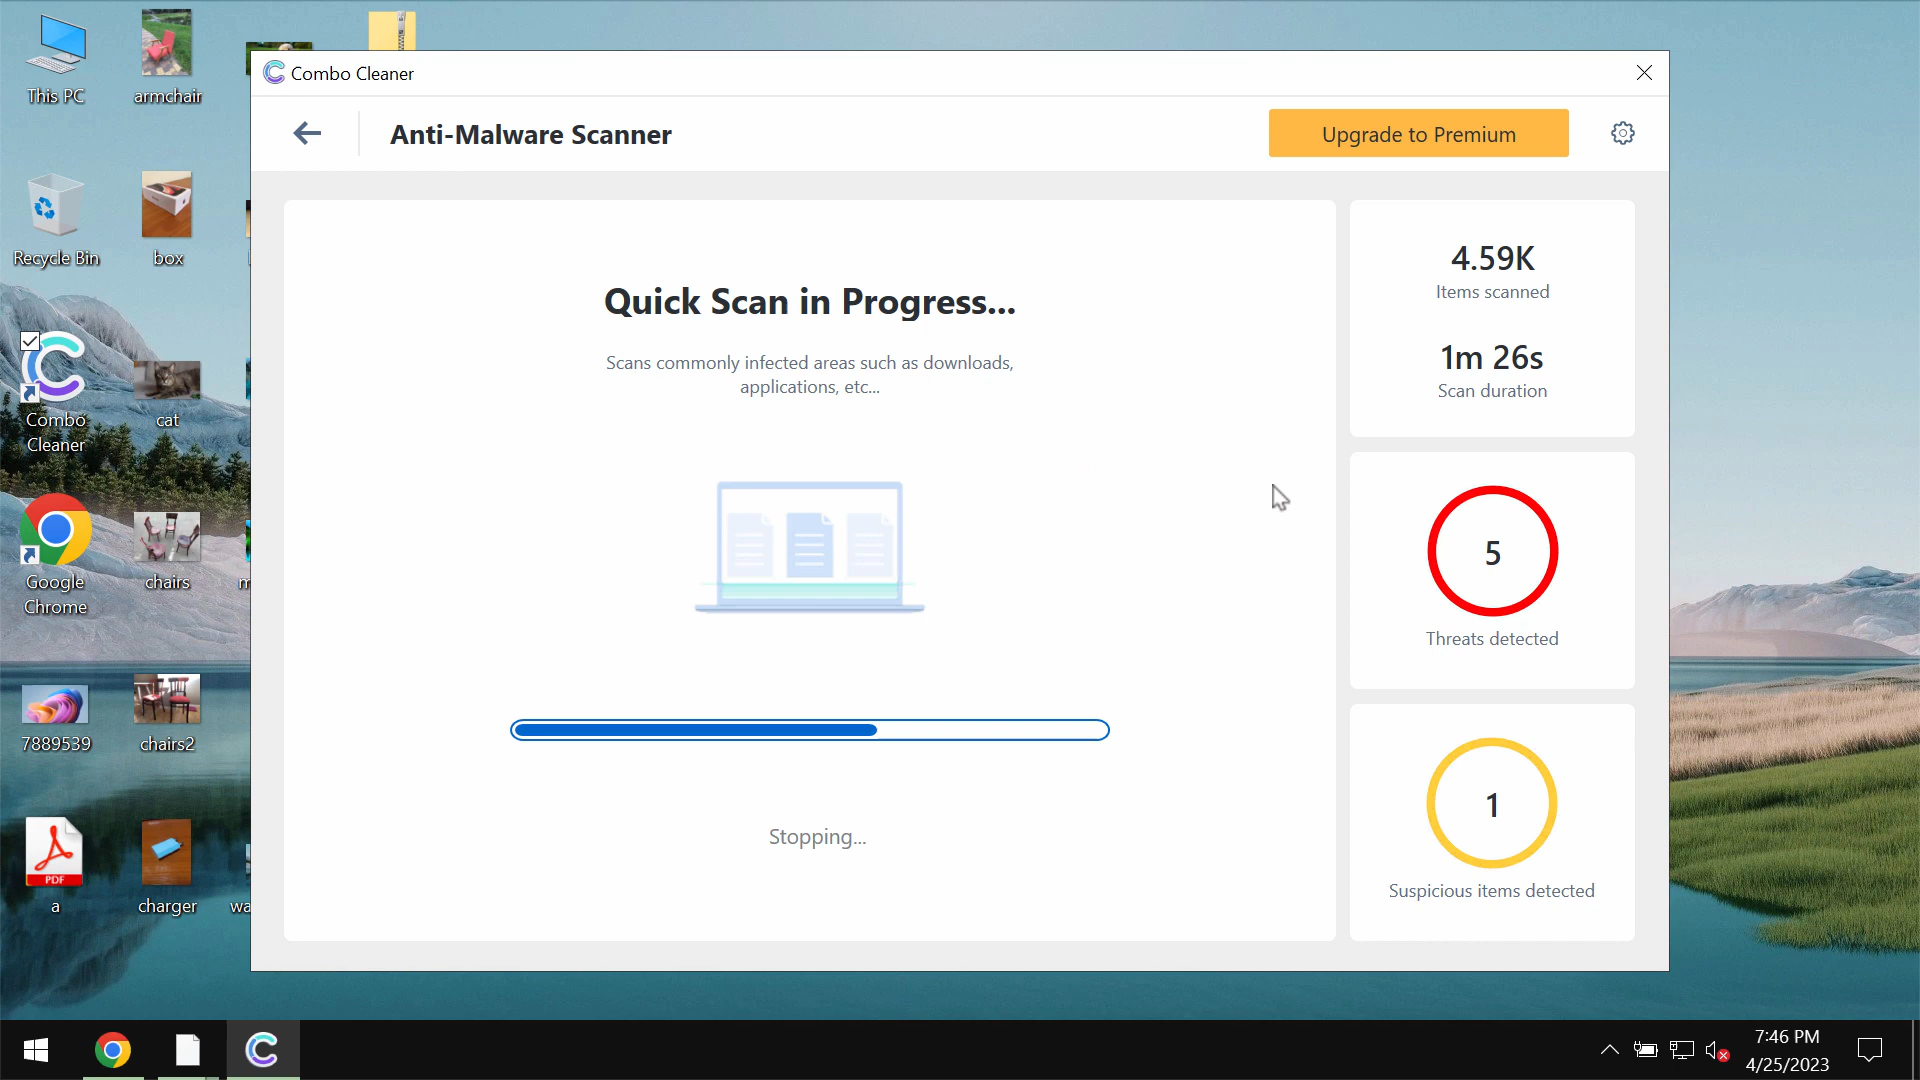 This PC
armchair
Recycle Bin
box
Combo
Cleaner
cat
Google
Chrome
chairs
7889539
chairs2
PDF
a
charger
Combo Cleaner
Anti-Malware Scanner
Upgrade to Premium
Quick Scan in Progress...
Scans commonly infected areas such as downloads,
applications, etc...
Stopping...
4.59K
Items scanned
1m 26s
Scan duration
5
Threats detected
1
Suspicious items detected
7:46 PM
4/25/2023